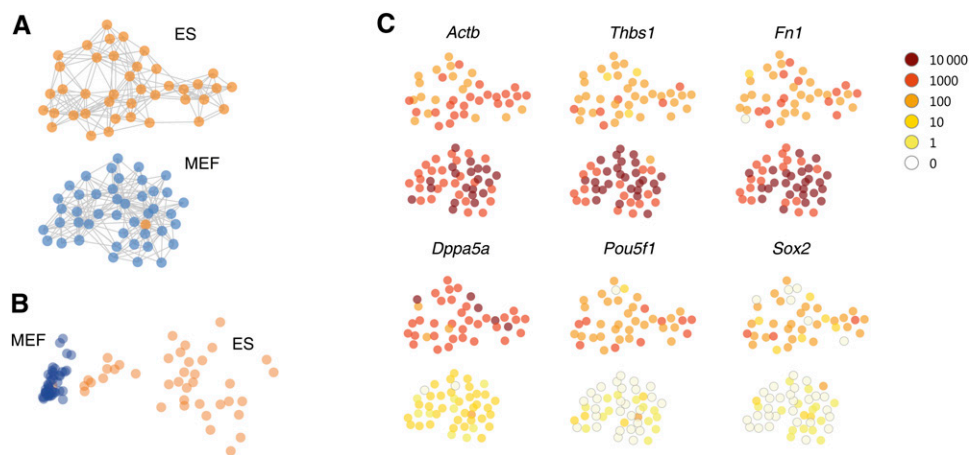 A
ES
MEF
B
MEF
ES
C
Actb
Thbs1
Fn1
10 000
1000
100
10
1
0
Dppa5a
Pou5f1
Sox2